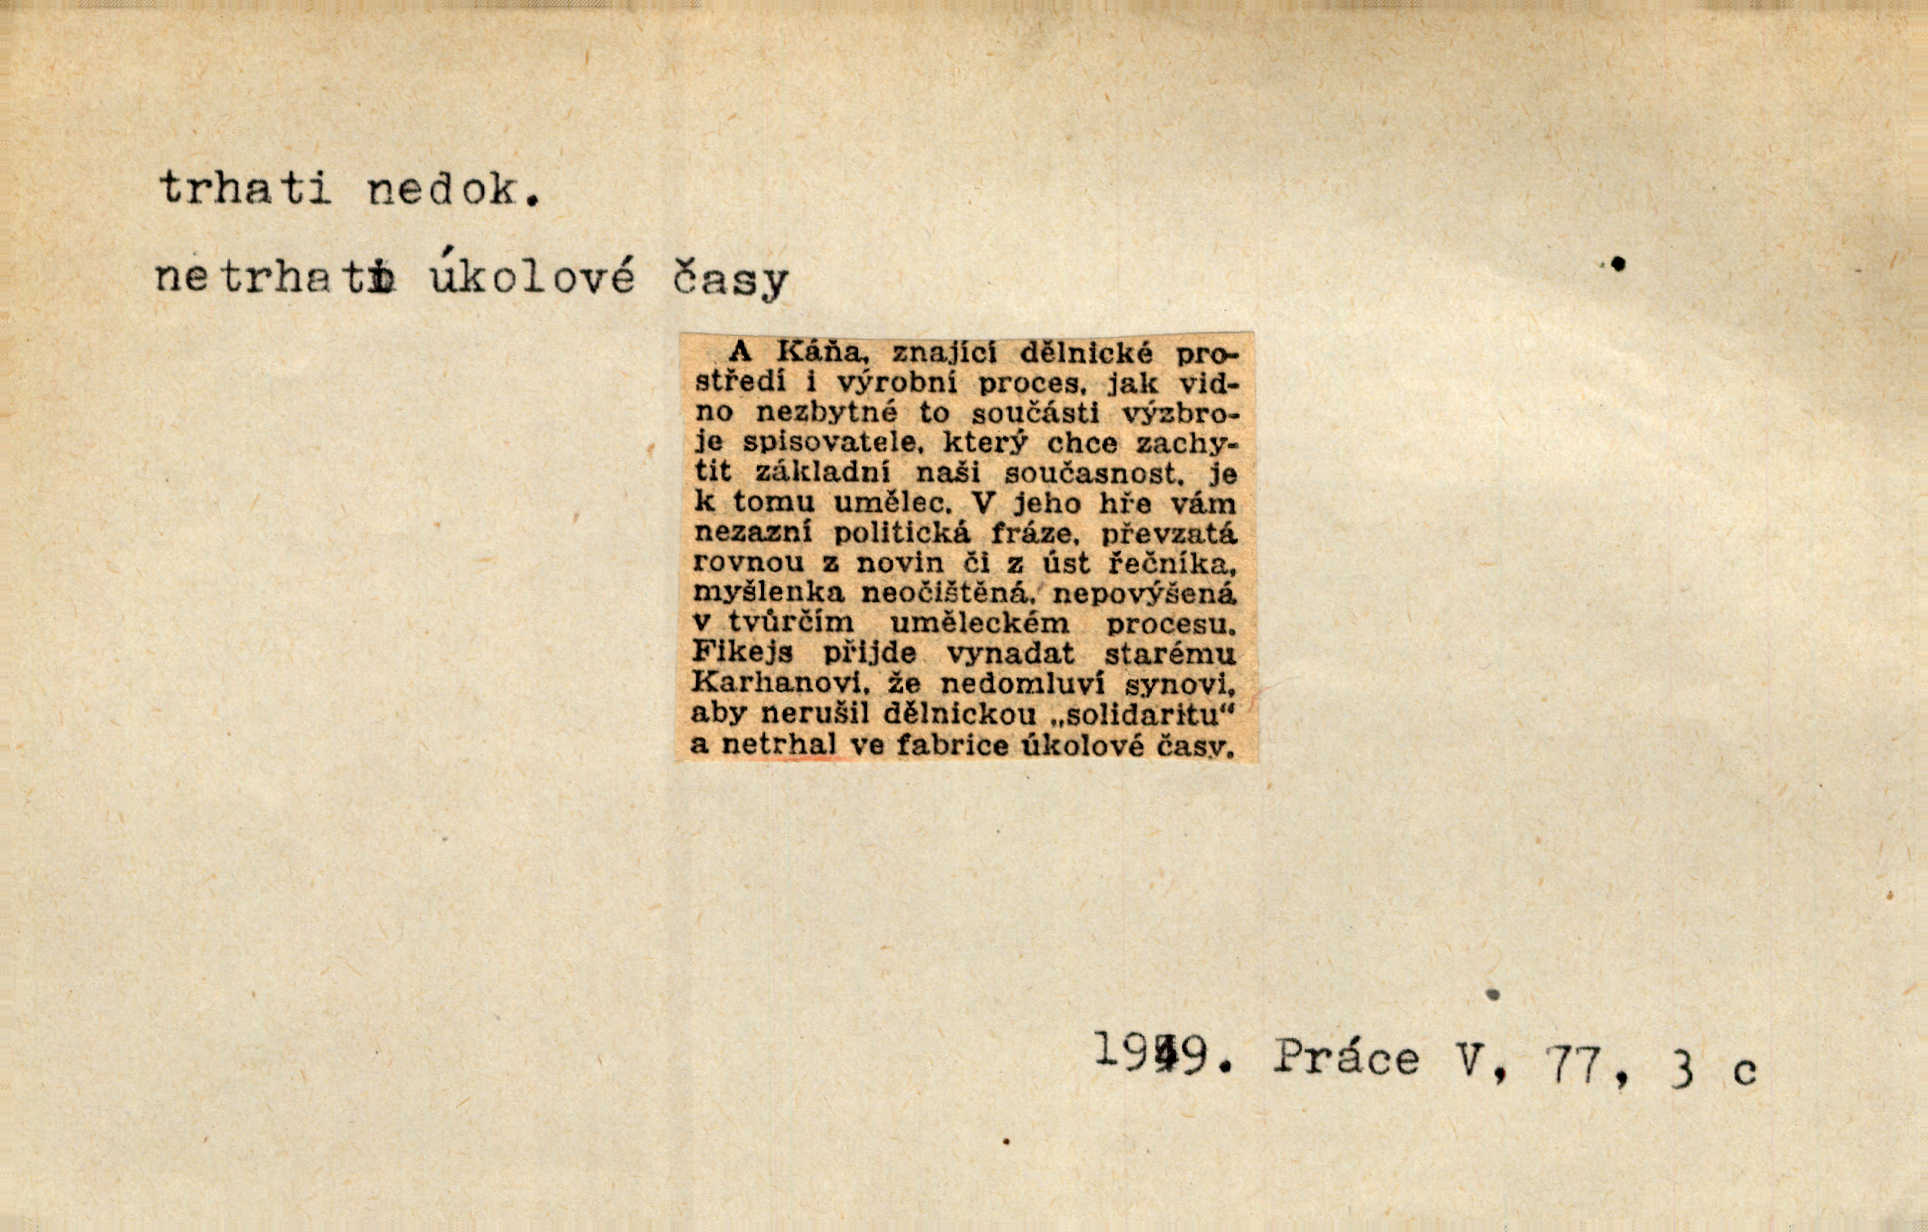 trhati nedok.
netrhati úkolové časy
A Káňa, znající dělnické pro-
středí i výrobní proces, jak vid-
no nezbytné to součásti výzbro-
je spisovatele, který chce zachy-
tit základní naši současnost, je
k tomu umělec. V jeho hře vám
nezazní politická fráze, převzatá
rovnou z novin či z úst řečníka,
myšlenka neočištěná, nepovýšená
v tvůrčím uměleckém procesu.
Fikejs přijde vynadat starému
Karhanovi, že nedomluví synovi,
aby nerušil dělnickou „solidaritu“
a netrhal ve fabrice úkolové časy.
1949. Práce V, 77, 3 c